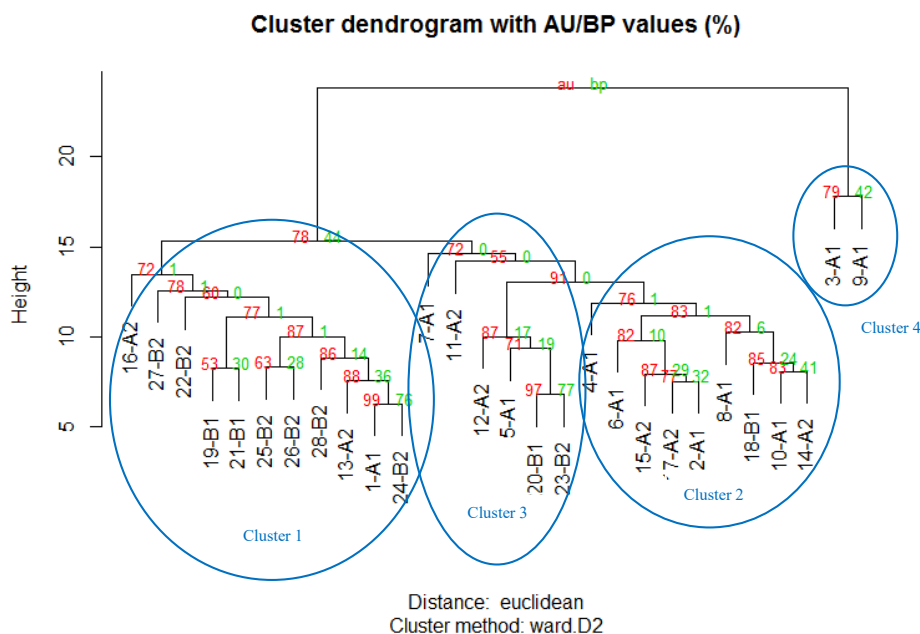 Cluster dendrogram with AU/BP values (%)
au bp
20
15
10
5
Height
79 42
78 44
72 0
55 0
72 1
78 1
60 0
91 0
77 1
76 1
83 1
87 1
87 17
71 19
82 10
82 6
86 14
53 30
63 28
88 36
87 29
77 32
85 24
83 41
99 76
97 77
16-A2
27-B2
22-B2
19-B1
21-B1
25-B2
26-B2
28-B2
13-A2
1-A1
24-B2
7-A1
11-A2
12-A2
5-A1
20-B1
23-B2
4-A1
6-A1
15-A2
17-A2
2-A1
8-A1
18-B1
10-A1
14-A2
3-A1
9-A1
Cluster 4
Cluster 1
Cluster 3
Cluster 2
Distance: euclidean
Cluster method: ward.D2